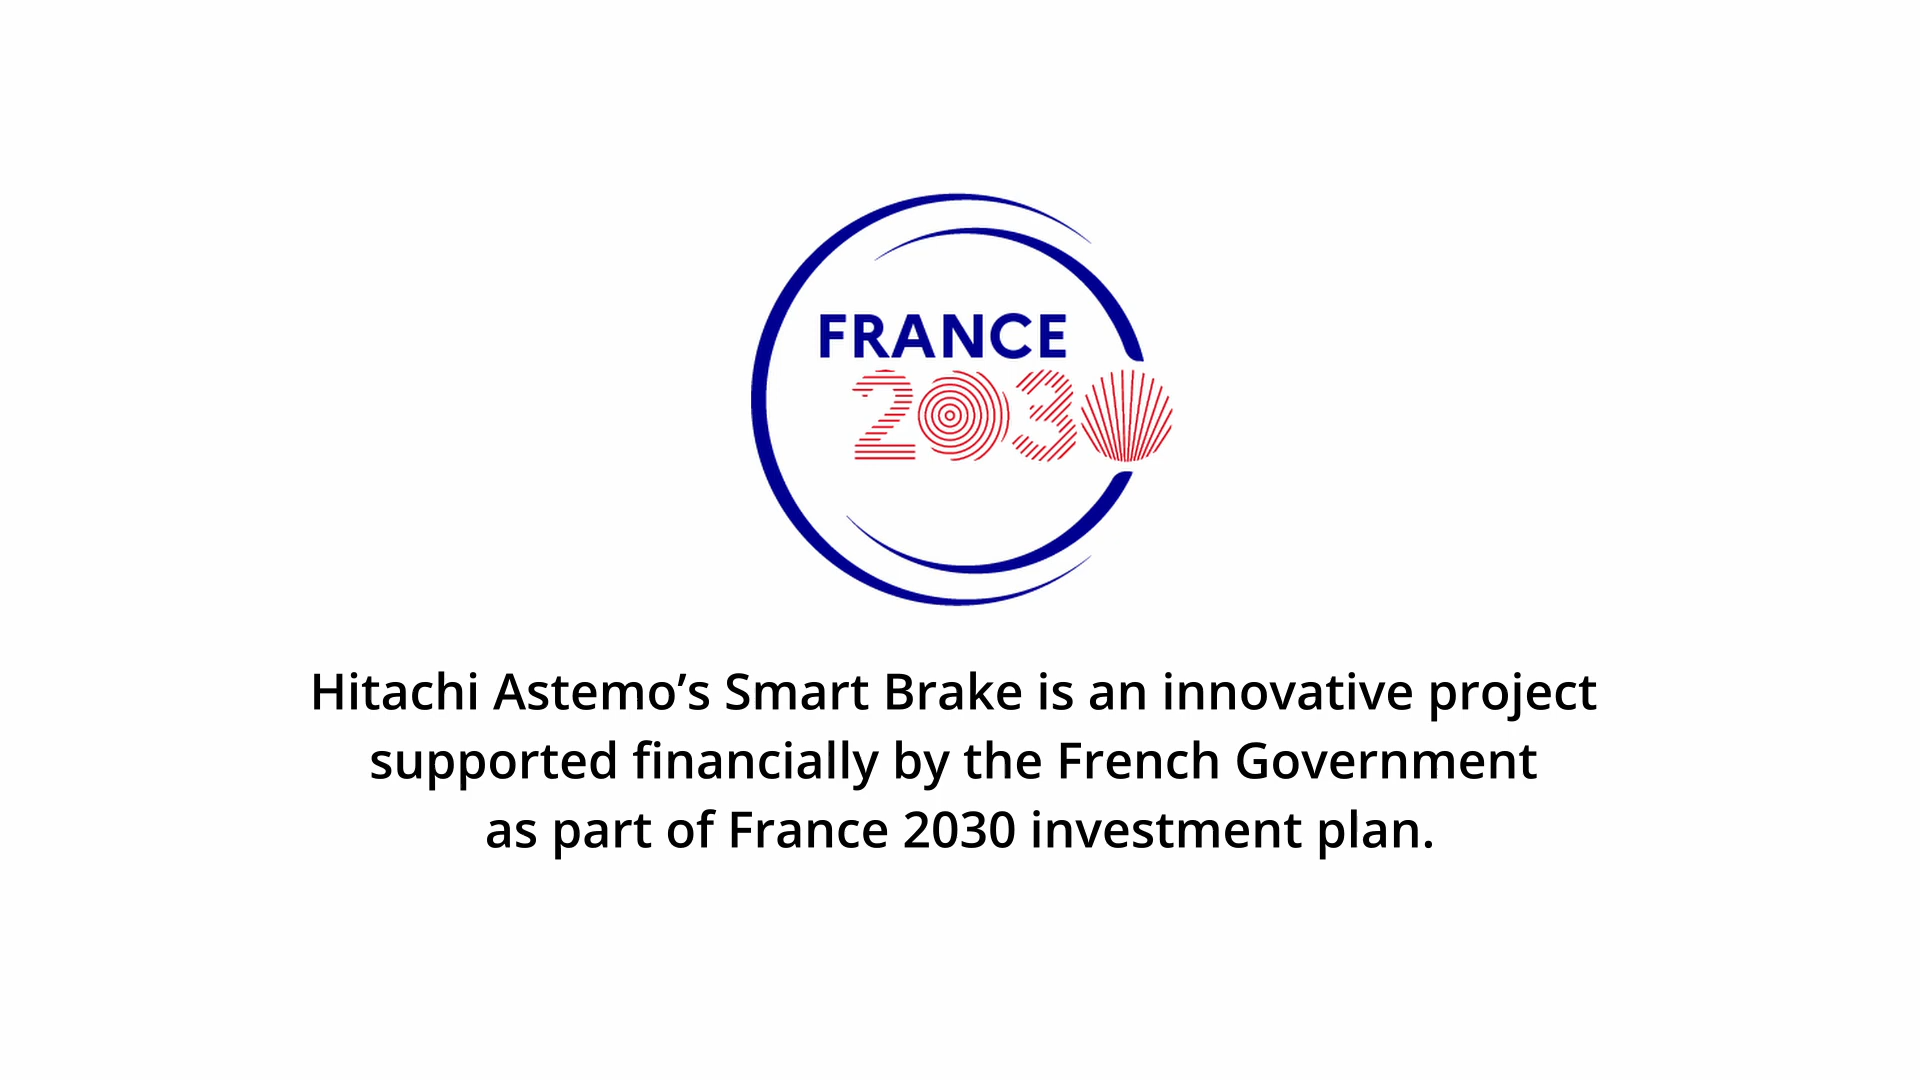 FRANCE
2030
Hitachi Astemo’s Smart Brake is an innovative project
supported financially by the French Government
as part of France 2030 investment plan.